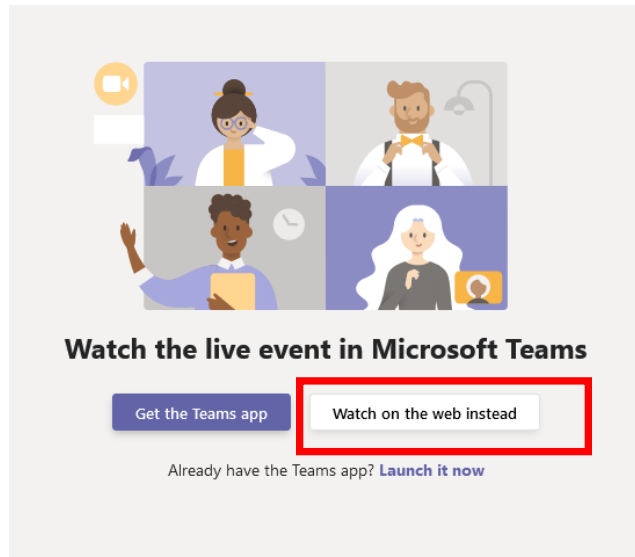 Watch the live event in Microsoft Teams
Get the Teams app
Watch on the web instead
Already have the Teams app? Launch it now